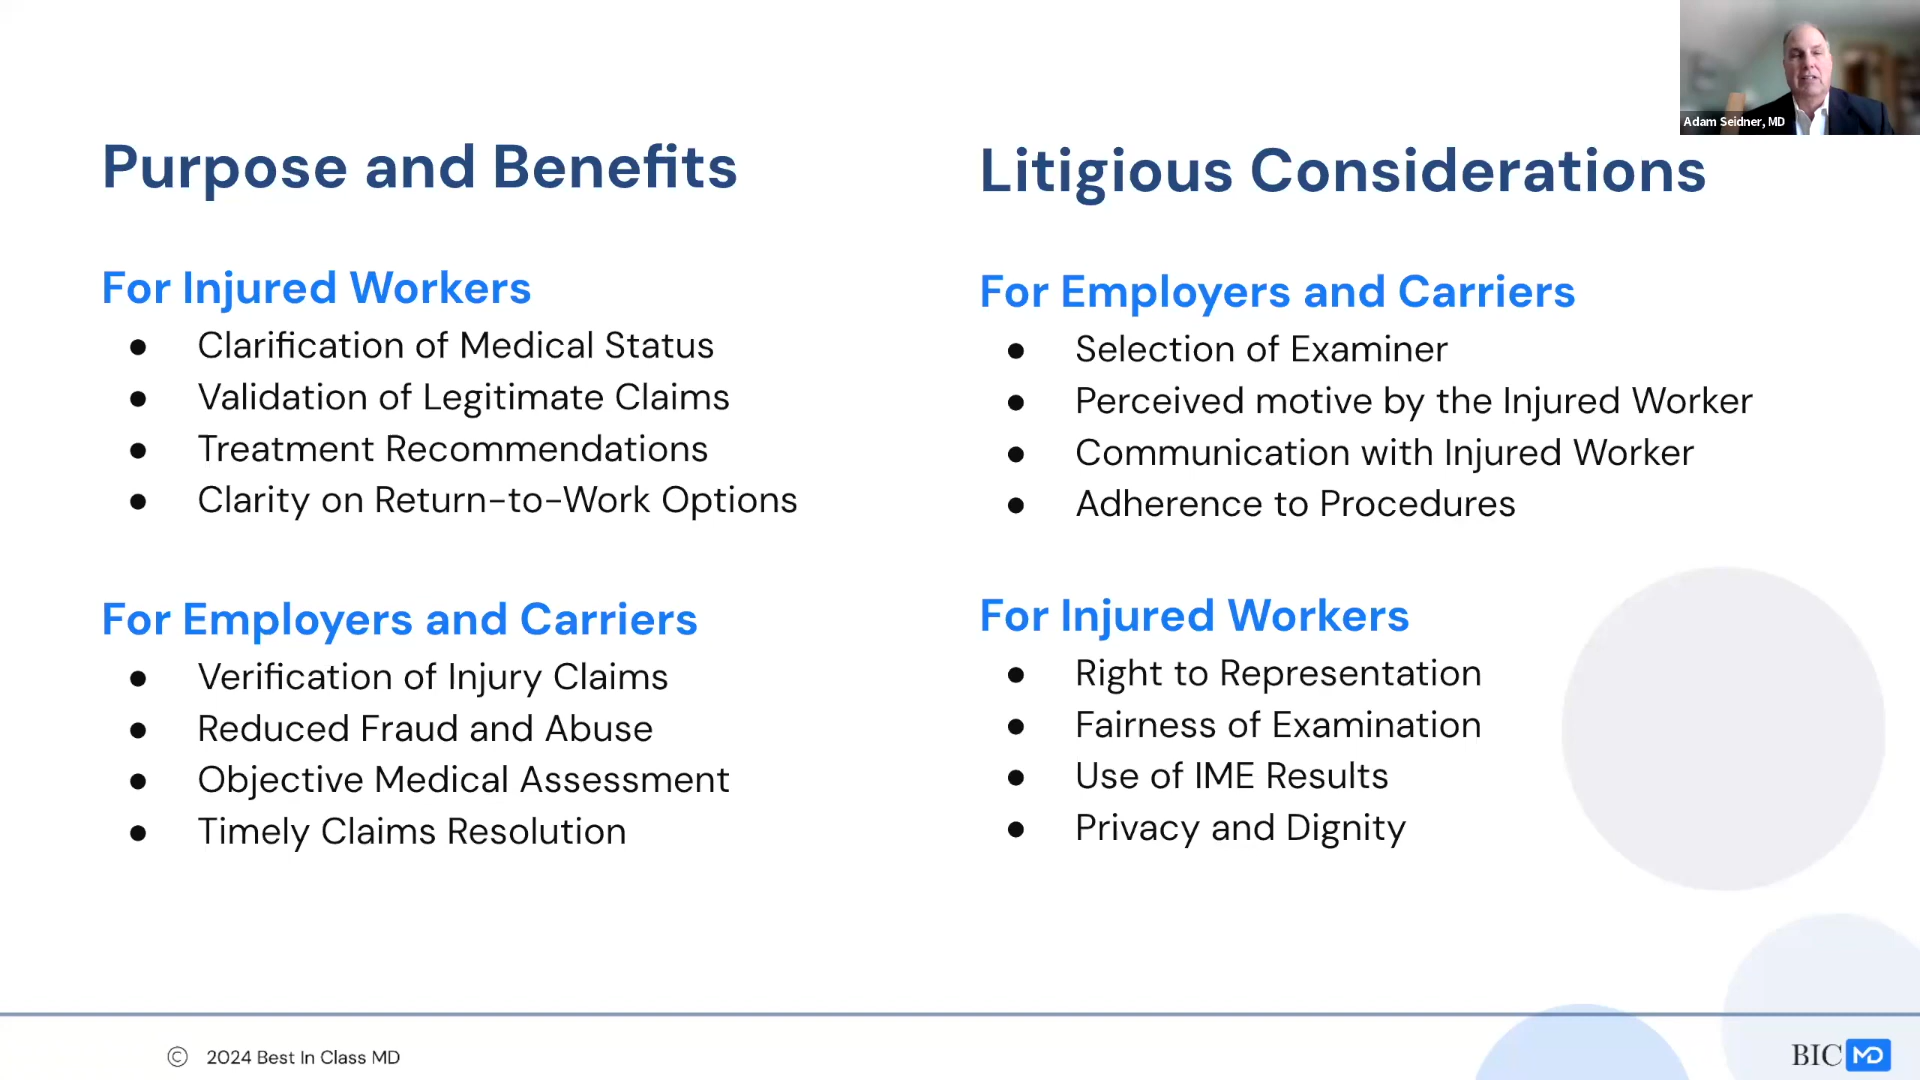 Adam Seidner, MD
Purpose and Benefits
For Injured Workers
● Clarification of Medical Status
● Validation of Legitimate Claims
● Treatment Recommendations
● Clarity on Return-to-Work Options
For Employers and Carriers
● Verification of Injury Claims
● Reduced Fraud and Abuse
● Objective Medical Assessment
● Timely Claims Resolution
Litigious Considerations
For Employers and Carriers
● Selection of Examiner
● Perceived motive by the Injured Worker
● Communication with Injured Worker
● Adherence to Procedures
For Injured Workers
● Right to Representation
● Fairness of Examination
● Use of IME Results
● Privacy and Dignity
© 2024 Best In Class MD
BIC MD